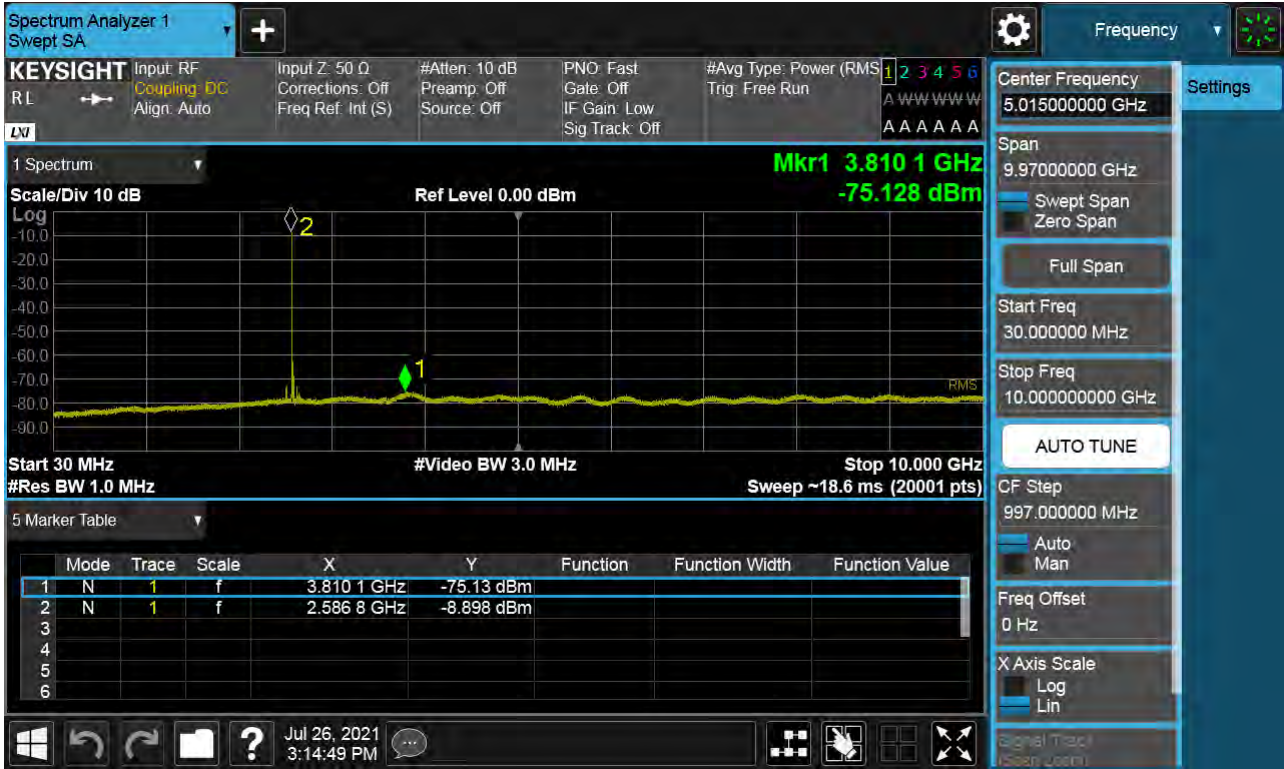 Spectrum Analyzer 1
Swept SA
+
Frequency
KEYSIGHT
RL
LXI
Input: RF
Coupling: DC
Align: Auto
Input Z: 50 Ω
Corrections: Off
Freq Ref: Int (S)
#Atten: 10 dB
Preamp: Off
Source: Off
PNO: Fast
Gate: Off
IF Gain: Low
Sig Track: Off
#Avg Type: Power (RMS
Trig: Free Run
1 2 3 4 5 6
A W W W W W
A A A A A A
1 Spectrum
Mkr1 3.810 1 GHz
Scale/Div 10 dB
Ref Level 0.00 dBm
-75.128 dBm
Log
-10.0
-20.0
-30.0
-40.0
-50.0
-60.0
-70.0
-80.0
-90.0
2
1
RMS
Start 30 MHz
#Video BW 3.0 MHz
Stop 10.000 GHz
#Res BW 1.0 MHz
Sweep ~18.6 ms (20001 pts)
5 Marker Table
Mode Trace Scale X Y Function Function Width Function Value
1 N 1 f 3.810 1 GHz -75.13 dBm
2 N 1 f 2.586 8 GHz -8.898 dBm
3
4
5
6
?
Jul 26, 2021
3:14:49 PM
Center Frequency
5.015000000 GHz
Settings
Span
9.97000000 GHz
Swept Span
Zero Span
Full Span
Start Freq
30.000000 MHz
Stop Freq
10.000000000 GHz
AUTO TUNE
CF Step
997.000000 MHz
Auto
Man
Freq Offset
0 Hz
X Axis Scale
Log
Lin
Signal Track
(Span Zoom)